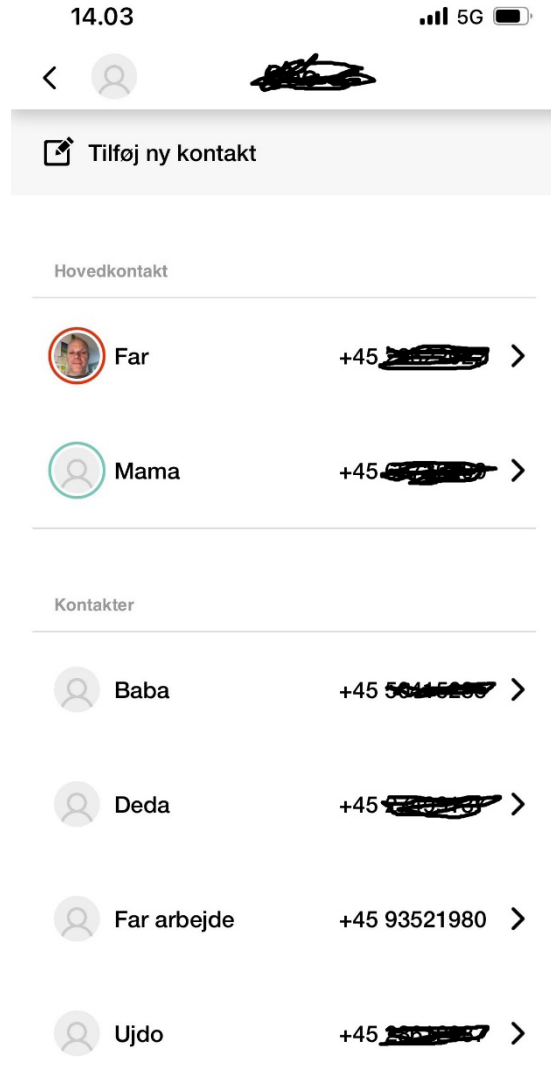 14.03 5G
Tilføj ny kontakt
Hovedkontakt
Far +45
Mama +45
Kontakter
Baba +45
Deda +45
Far arbejde +45 93521980
Ujdo +45